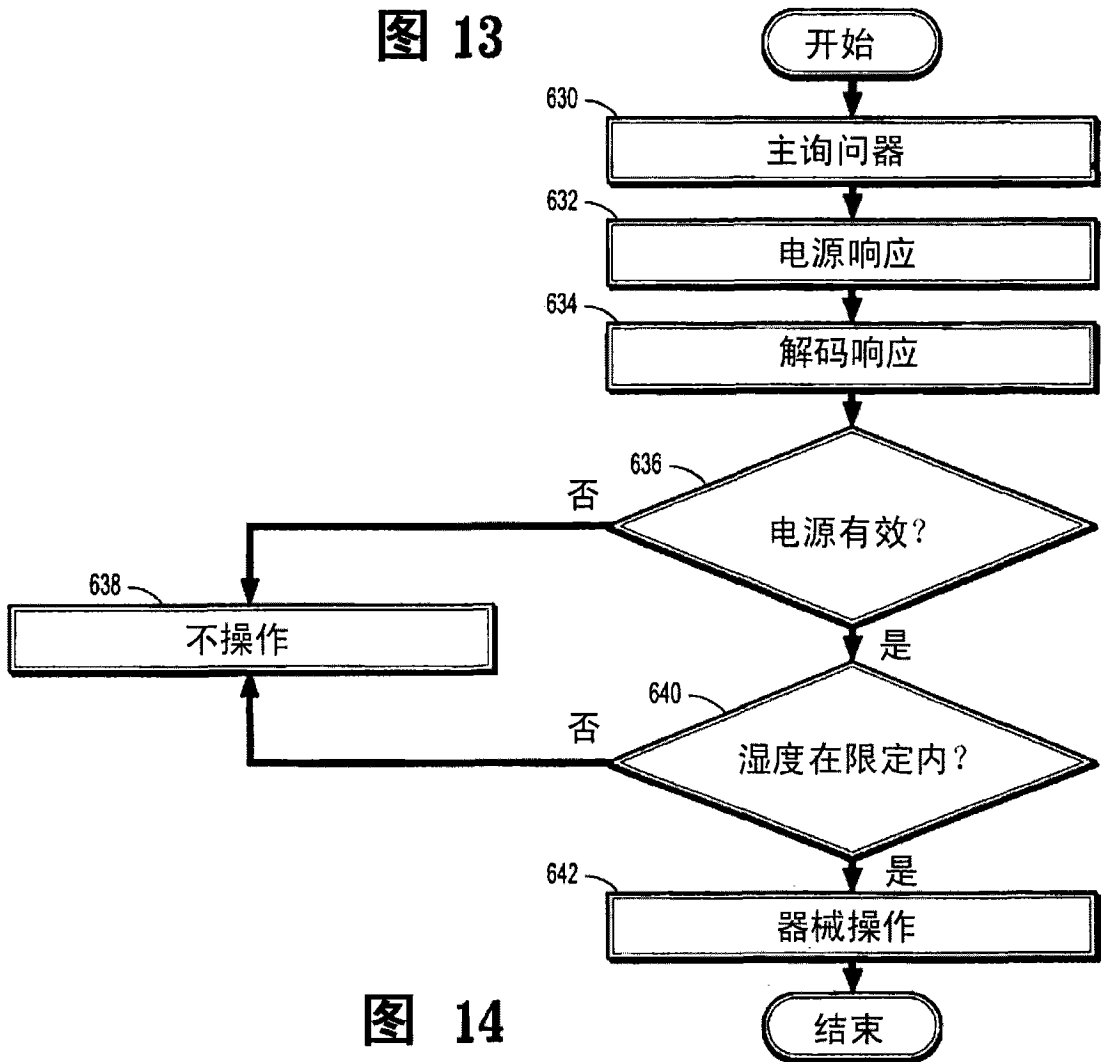 图 13
开始
630
主询问器
632
电源响应
634
解码响应
636
电源有效?
否
是
638
不操作
640
湿度在限定内?
否
是
642
器械操作
图 14
结束